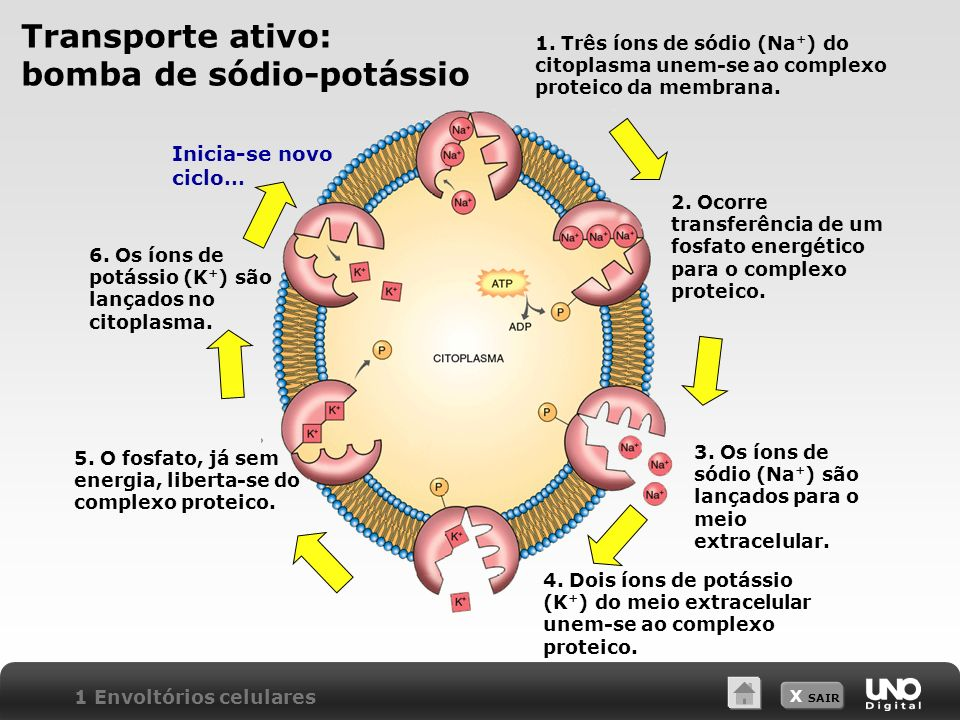 Transporte ativo:
bomba de sódio-potássio
1. Três íons de sódio (Na⁺) do
citoplasma unem-se ao complexo
proteico da membrana.
Inicia-se novo
ciclo...
2. Ocorre
transferência de um
fosfato energético
para o complexo
proteico.
6. Os íons de
potássio (K⁺) são
lançados no
citoplasma.
Na⁺
Na⁺
Na⁺
Na⁺ Na⁺ Na⁺
K⁺
K⁺
ATP
P
ADP
P
CITOPLASMA
K⁺
K⁺
P
Na⁺
Na⁺
Na⁺
5. O fosfato, já sem
energia, liberta-se do
complexo proteico.
3. Os íons de
sódio (Na⁺) são
lançados para o
meio
extracelular.
P
K⁺
K⁺
4. Dois íons de potássio
(K⁺) do meio extracelular
unem-se ao complexo
proteico.
1 Envoltórios celulares
X SAIR
UNO
Digital